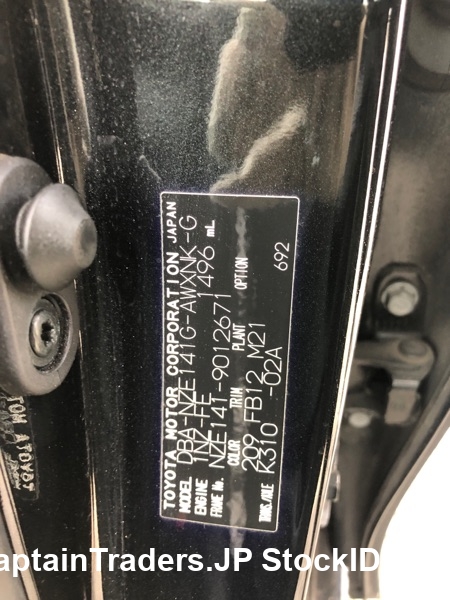 TOYOTA MOTOR CORPORATION JAPAN
MODEL DBA-NZE141G-AWXNK-G
ENGINE 1NZ-FE 1496 mL
FRAME No. NZE141-9012671
COLOR TRIM PLANT OPTION
209 FB12 M21 692
TRANS./AXLE K310 -02A
aptainTraders.JP StockID